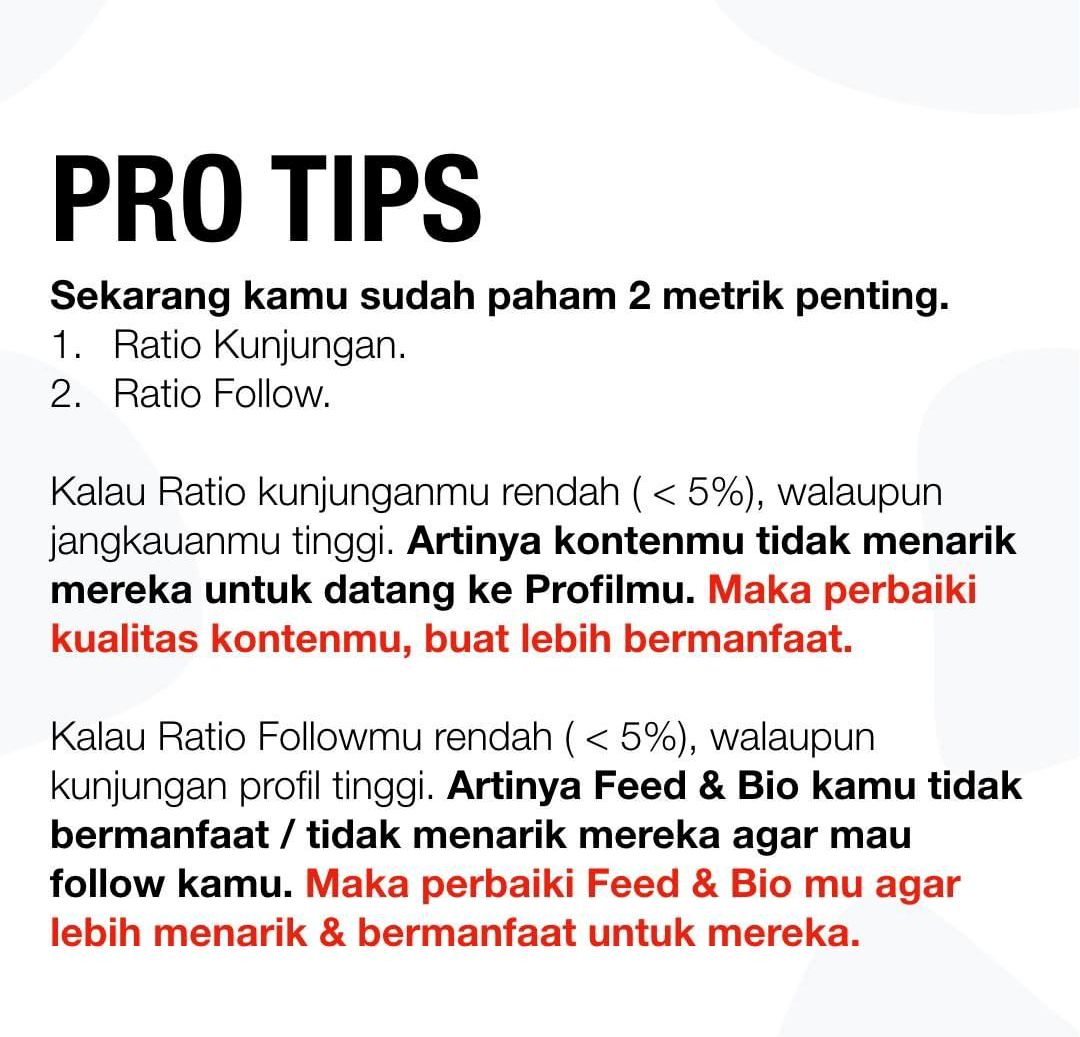 PRO TIPS
Sekarang kamu sudah paham 2 metrik penting.
1. Ratio Kunjungan.
2. Ratio Follow.
Kalau Ratio kunjunganmu rendah ( < 5%), walaupun
jangkauanmu tinggi. Artinya kontenmu tidak menarik
mereka untuk datang ke Profilmu. Maka perbaiki
kualitas kontenmu, buat lebih bermanfaat.
Kalau Ratio Followmu rendah ( < 5%), walaupun
kunjungan profil tinggi. Artinya Feed & Bio kamu tidak
bermanfaat / tidak menarik mereka agar mau
follow kamu. Maka perbaiki Feed & Bio mu agar
lebih menarik & bermanfaat untuk mereka.